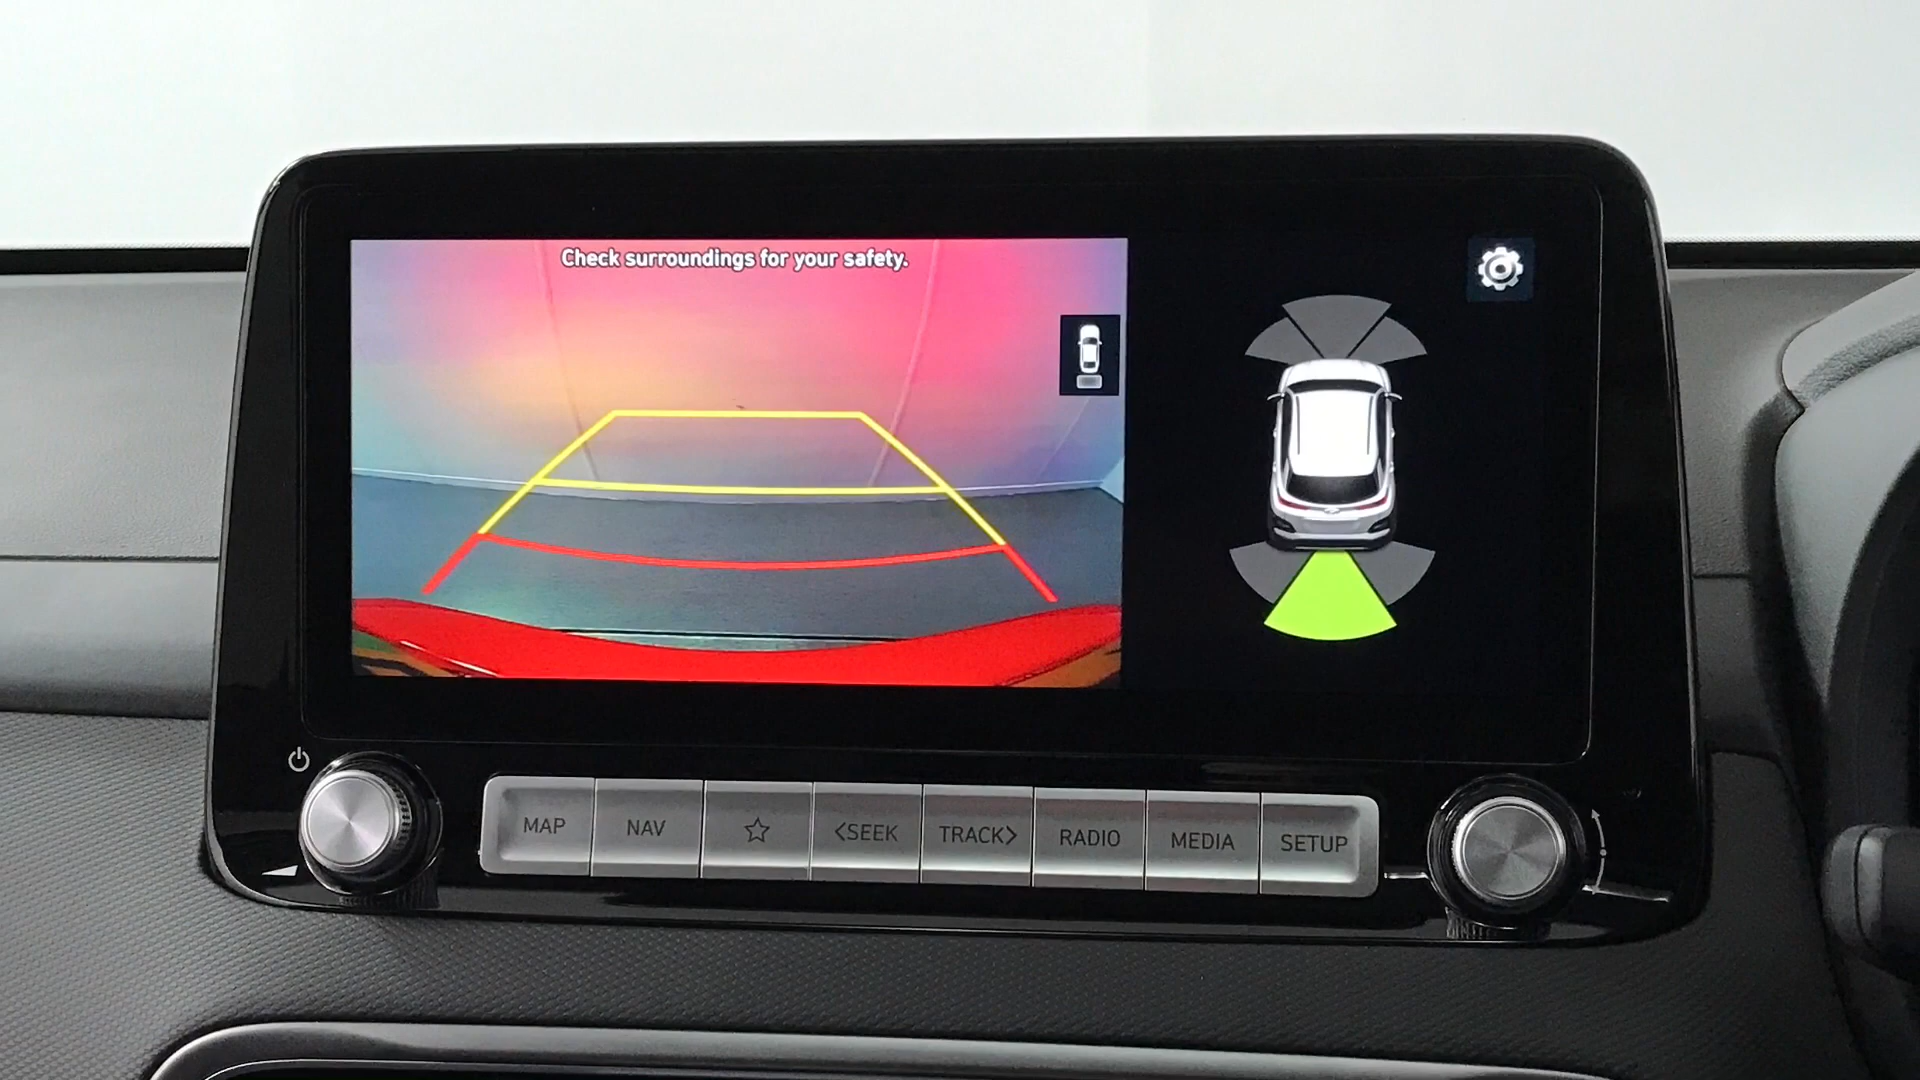 Check surroundings for your safety.
MAP
NAV
<SEEK
TRACK>
RADIO
MEDIA
SETUP